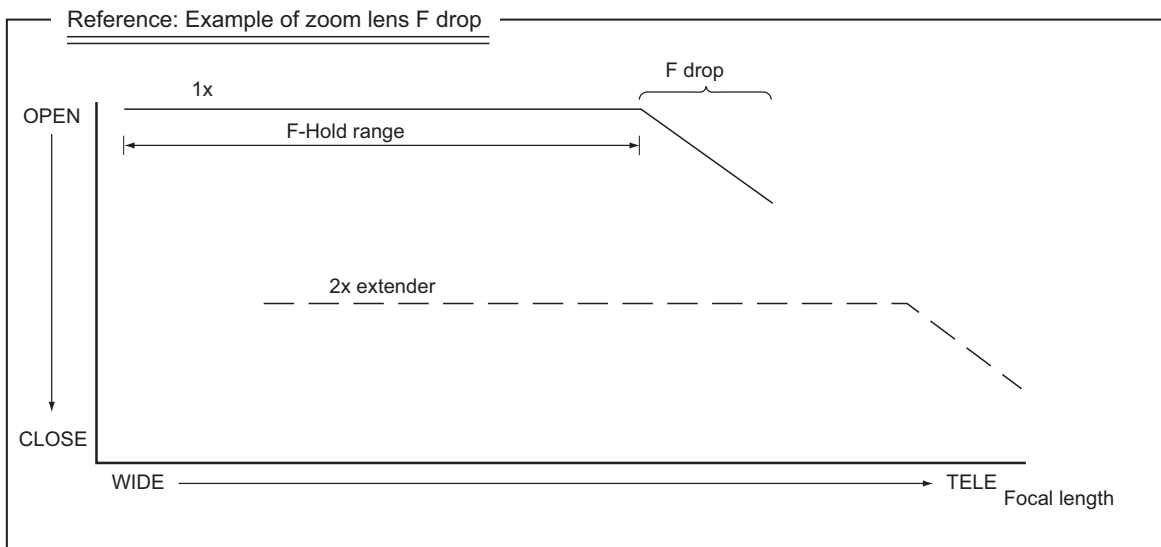 Reference: Example of zoom lens F drop
F drop
1x
OPEN
F-Hold range
2x extender
CLOSE
WIDE
TELE
Focal length